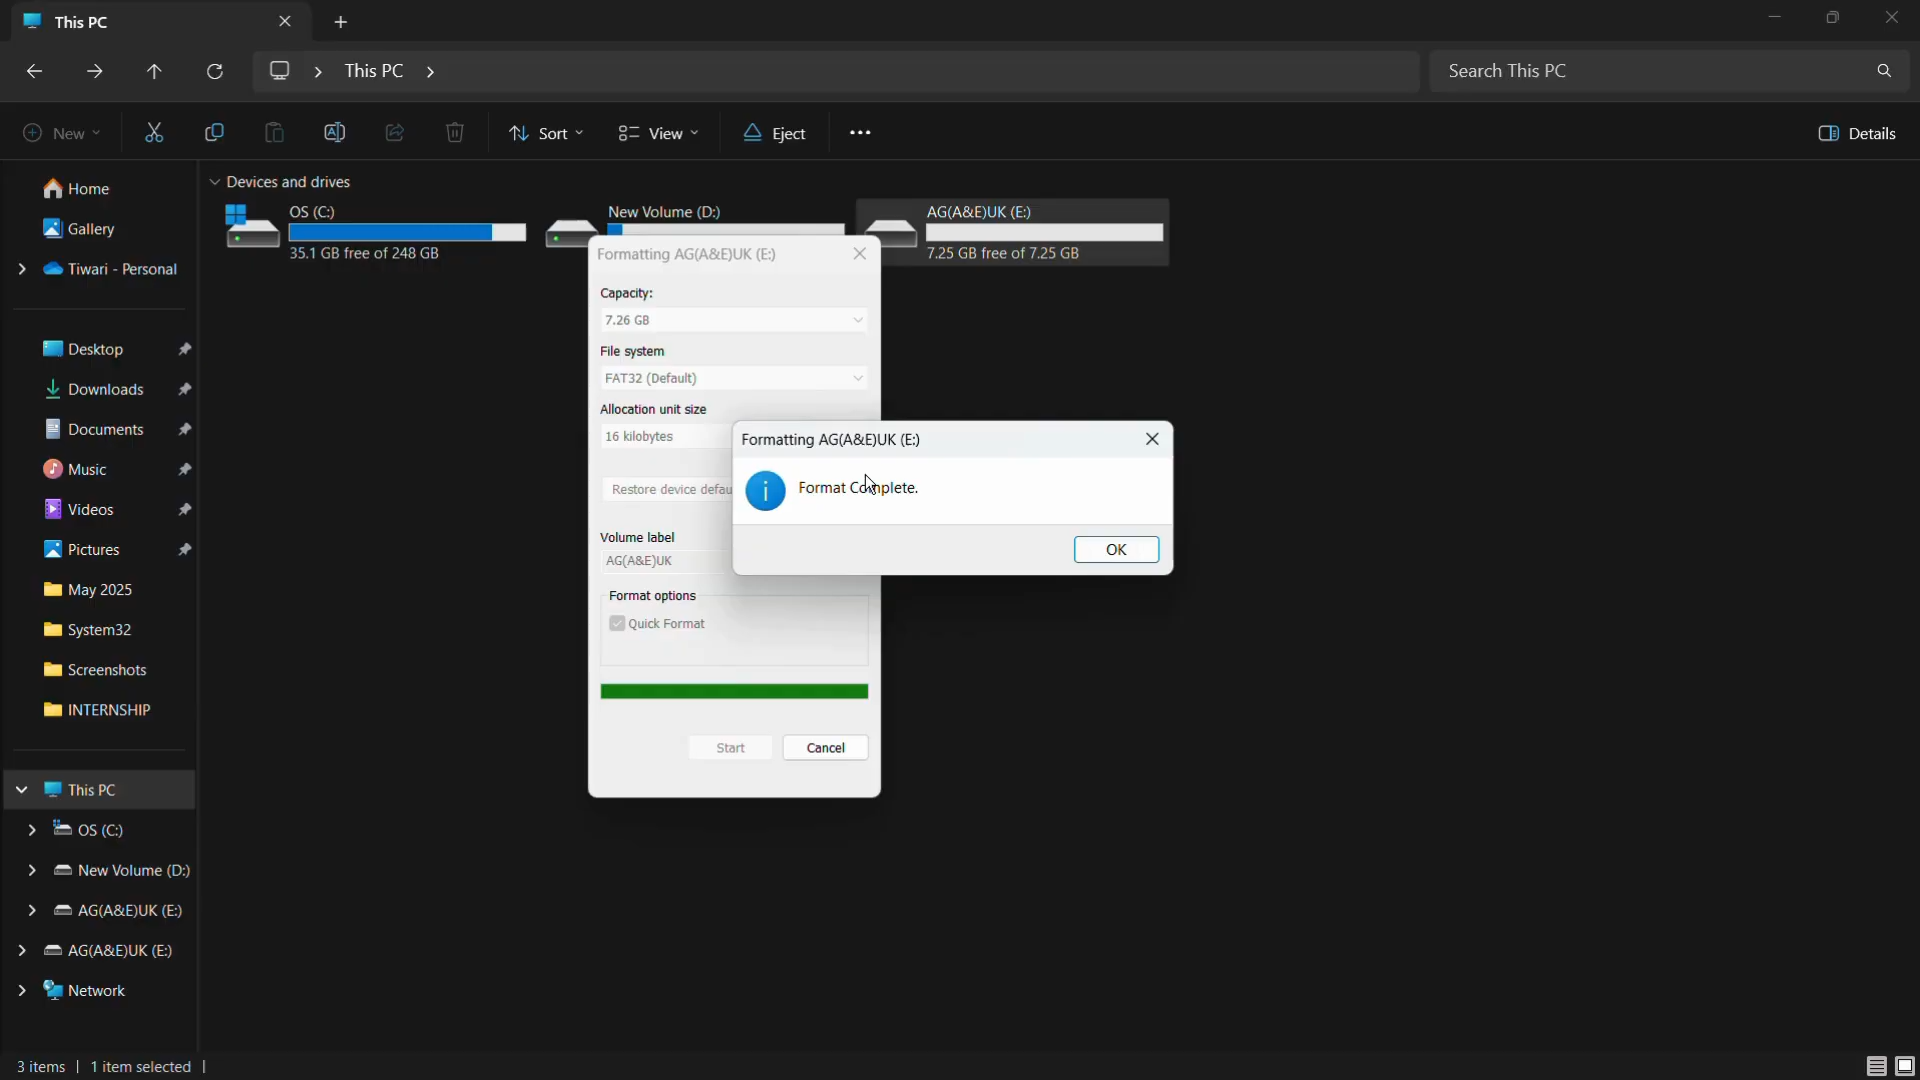 This PC
This PC
Search This PC
New
Sort
View
Eject
Details
Home
Gallery
Tiwari - Personal
Desktop
Downloads
Documents
Music
Videos
Pictures
May 2025
System32
Screenshots
INTERNSHIP
This PC
OS (C:)
New Volume (D:)
AG(A&E)UK (E:)
AG(A&E)UK (E:)
Network
Devices and drives
OS (C:)
35.1 GB free of 248 GB
New Volume (D:)
AG(A&E)UK (E:)
7.25 GB free of 7.25 GB
Formatting AG(A&E)UK (E:)
Capacity:
7.26 GB
File system
FAT32 (Default)
Allocation unit size
16 kilobytes
Restore device defau
Volume label
AG(A&E)UK
Format options
Quick Format
Start
Cancel
Formatting AG(A&E)UK (E:)
Format Complete.
OK
3 items
1 item selected